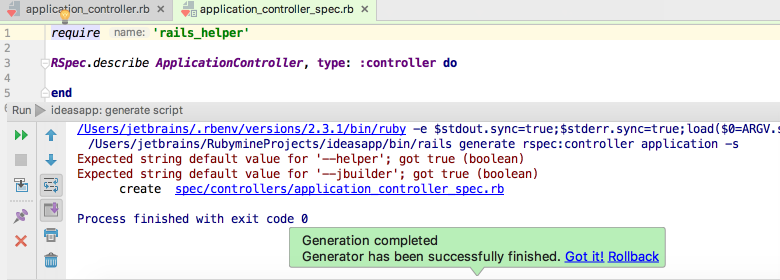 application_controller.rb × application_controller_spec.rb ×
1 require name: 'rails_helper'
2
3 RSpec.describe ApplicationController, type: :controller do
4
5 end
6
Run ideasapp: generate script
/Users/jetbrains/.rbenv/versions/2.3.1/bin/ruby -e $stdout.sync=true;$stderr.sync=true;load($0=ARGV.s
/Users/jetbrains/RubymineProjects/ideasapp/bin/rails generate rspec:controller application -s
Expected string default value for '--helper'; got true (boolean)
Expected string default value for '--jbuilder'; got true (boolean)
create spec/controllers/application_controller_spec.rb
Process finished with exit code 0
Generation completed
Generator has been successfully finished. Got it! Rollback